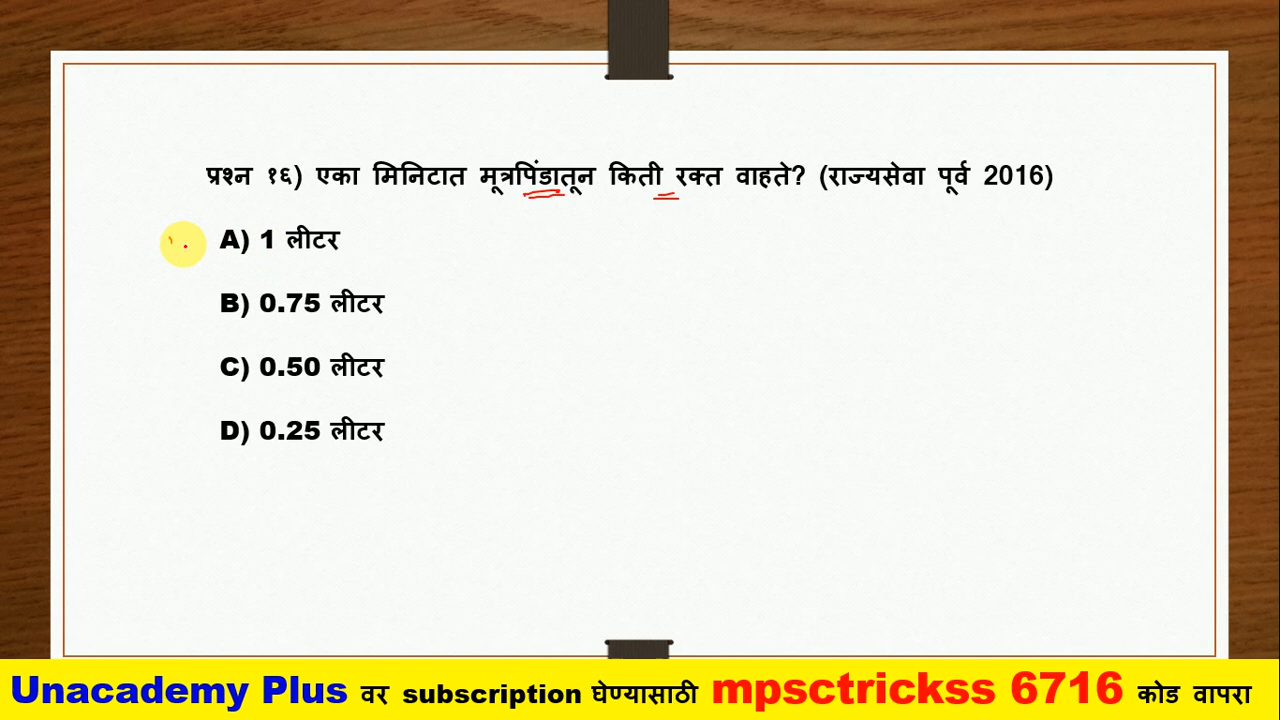 प्रश्न १६) एका मिनिटात मूत्रपिंडातून किती रक्त वाहते? (राज्यसेवा पूर्व 2016)
A) 1 लीटर
B) 0.75 लीटर
C) 0.50 लीटर
D) 0.25 लीटर
Unacademy Plus वर subscription घेण्यासाठी mpsctrickss 6716 कोड वापरा